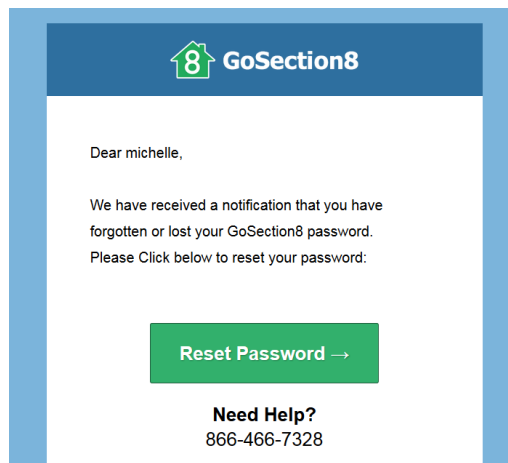 8 GoSection8
Dear michelle,
We have received a notification that you have
forgotten or lost your GoSection8 password.
Please Click below to reset your password:
Reset Password →
Need Help?
866-466-7328